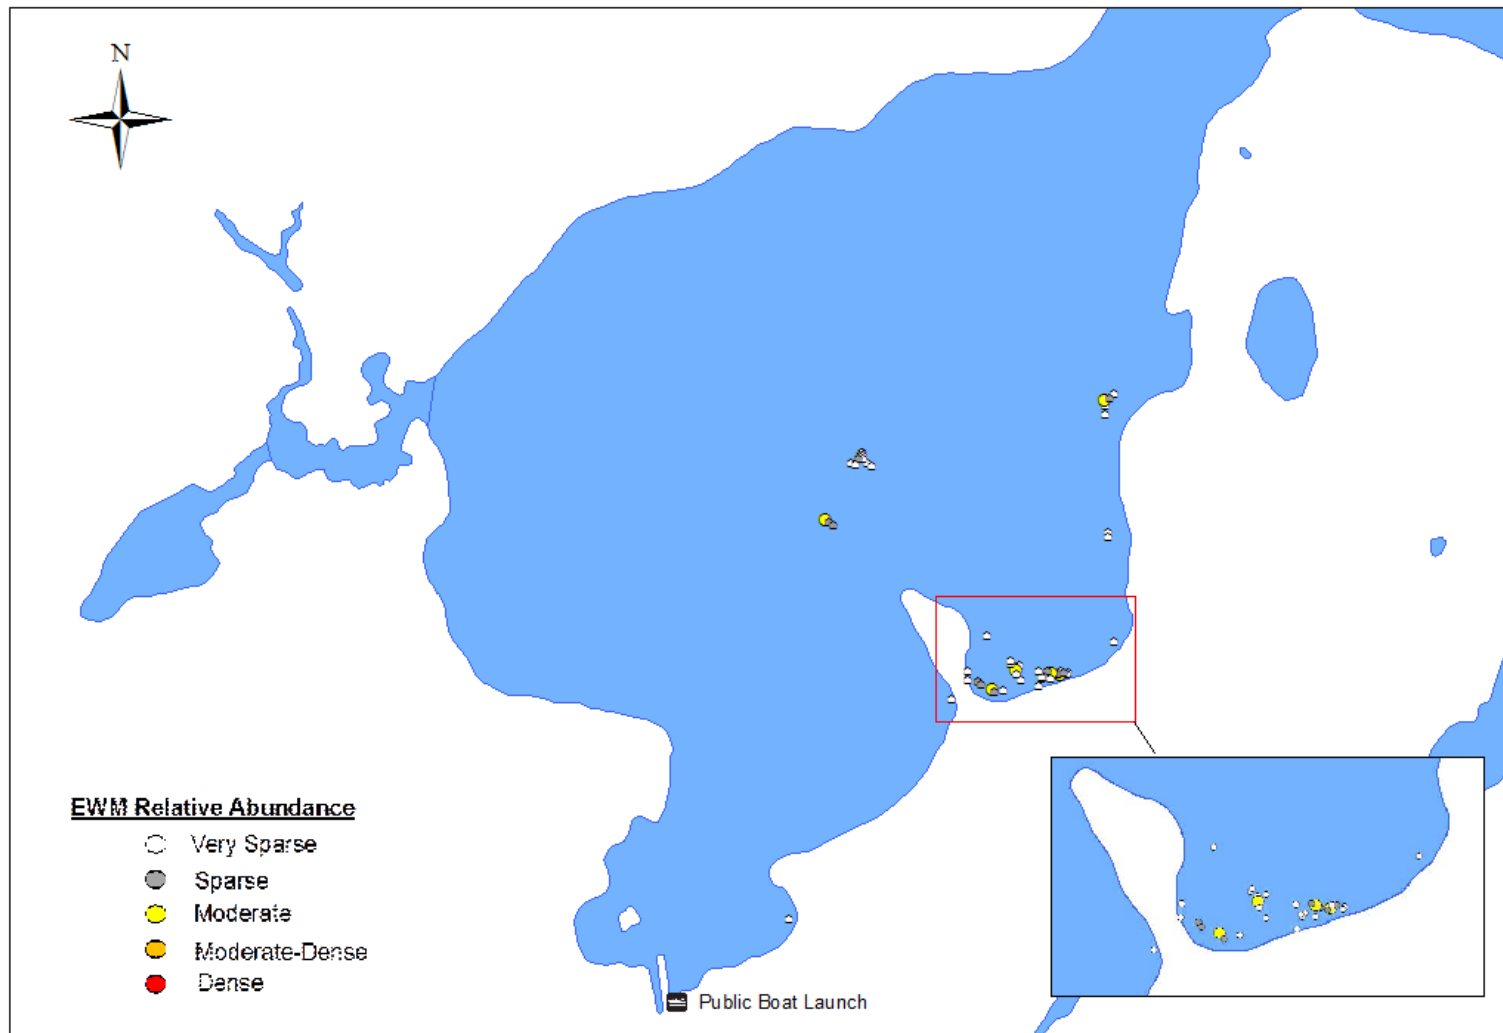 N
EWM Relative Abundance
Very Sparse
Sparse
Moderate
Moderate-Dense
Dense
Public Boat Launch